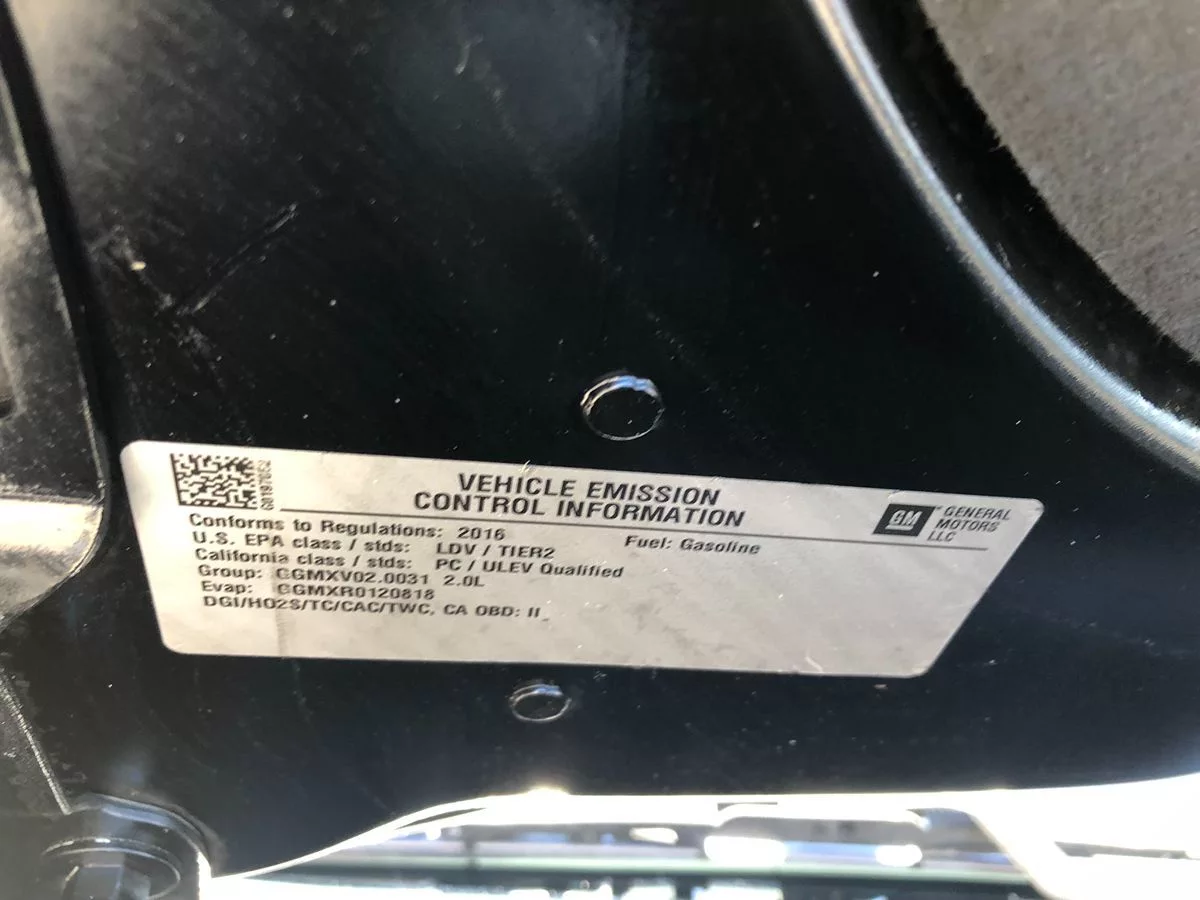 VEHICLE EMISSION
CONTROL INFORMATION
GM
GENERAL
MOTORS
LLC
Conforms to Regulations: 2016
Fuel: Gasoline
U.S. EPA class / stds: LDV / TIER2
California class / stds: PC / ULEV Qualified
Group: GGMXV02.0031 2.0L
Evap: GGMXR0120818
DGI/HO2S/TC/CAC/TWC, CA OBD: II